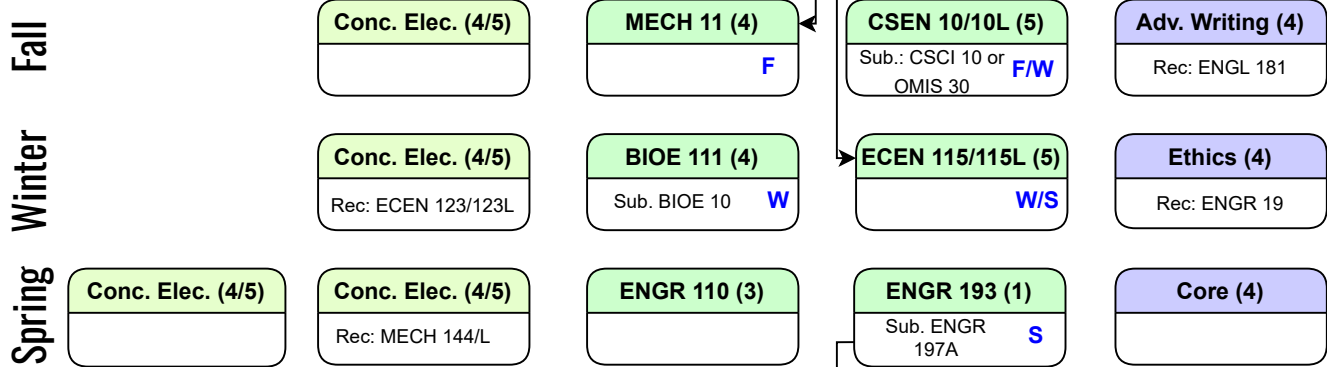 Fall
Conc. Elec. (4/5)
MECH 11 (4)
F
CSEN 10/10L (5)
Sub.: CSCI 10 or
OMIS 30
F/W
Adv. Writing (4)
Rec: ENGL 181
Winter
Conc. Elec. (4/5)
Rec: ECEN 123/123L
BIOE 111 (4)
Sub. BIOE 10
W
ECEN 115/115L (5)
W/S
Ethics (4)
Rec: ENGR 19
Spring
Conc. Elec. (4/5)
Conc. Elec. (4/5)
Rec: MECH 144/L
ENGR 110 (3)
ENGR 193 (1)
Sub. ENGR
197A
S
Core (4)